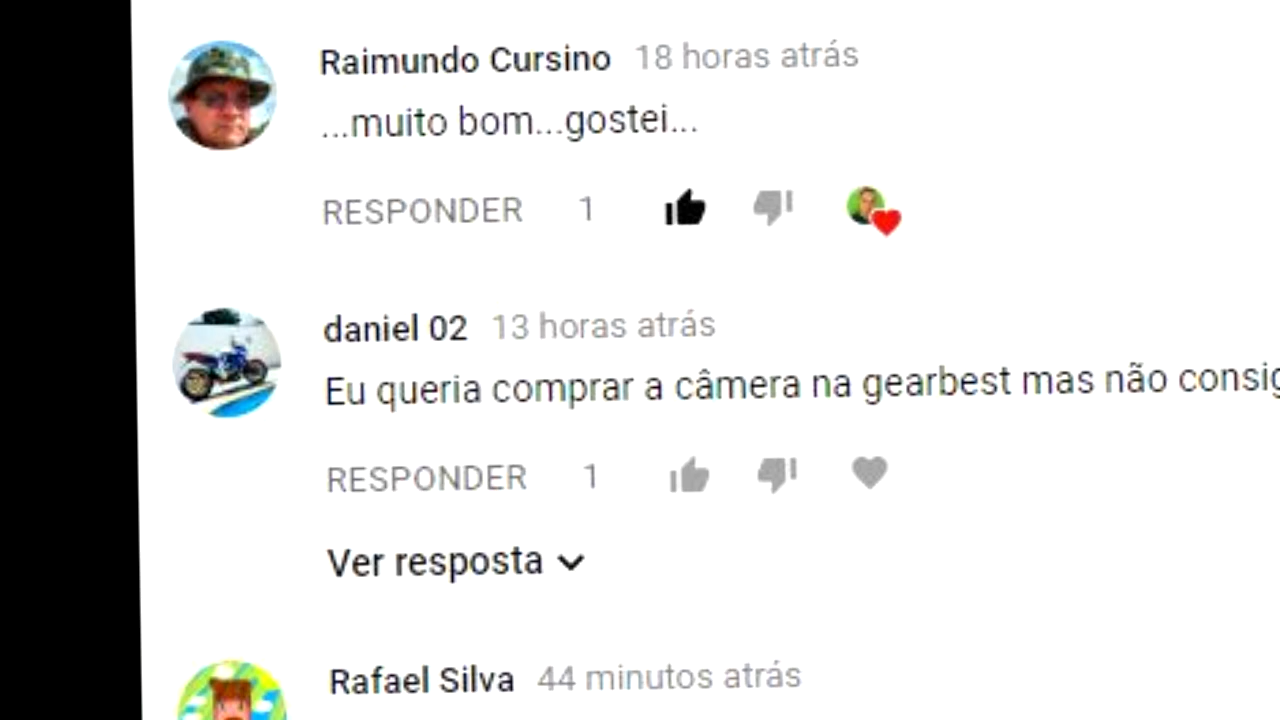 Raimundo Cursino 18 horas atrás
...muito bom...gostei...
RESPONDER 1
daniel 02 13 horas atrás
Eu queria comprar a câmera na gearbest mas não consig
RESPONDER 1
Ver resposta
Rafael Silva 44 minutos atrás